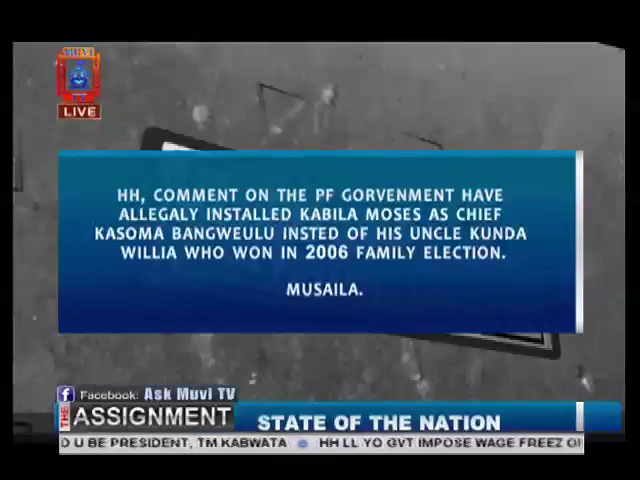 MUVI
LIVE
HH, COMMENT ON THE PF GORVENMENT HAVE
ALLEGALY INSTALLED KABILA MOSES AS CHIEF
KASOMA BANGWEULU INSTED OF HIS UNCLE KUNDA
WILLIA WHO WON IN 2006 FAMILY ELECTION.
MUSAILA.
Facebook: Ask Muvi TV
THE ASSIGNMENT
STATE OF THE NATION
D U BE PRESIDENT, TM KABWATA HH LL YO GVT IMPOSE WAGE FREEZ